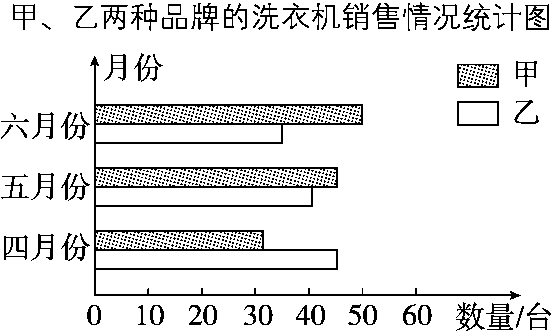 甲、乙两种品牌的洗衣机销售情况统计图
月份
甲
乙
六月份
五月份
四月份
0 10 20 30 40 50 60 数量/台